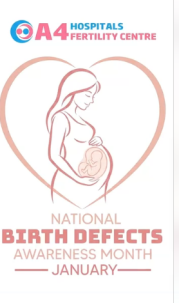 A4 HOSPITALS
FERTILITY CENTRE
NATIONAL
BIRTH DEFECTS
AWARENESS MONTH
JANUARY